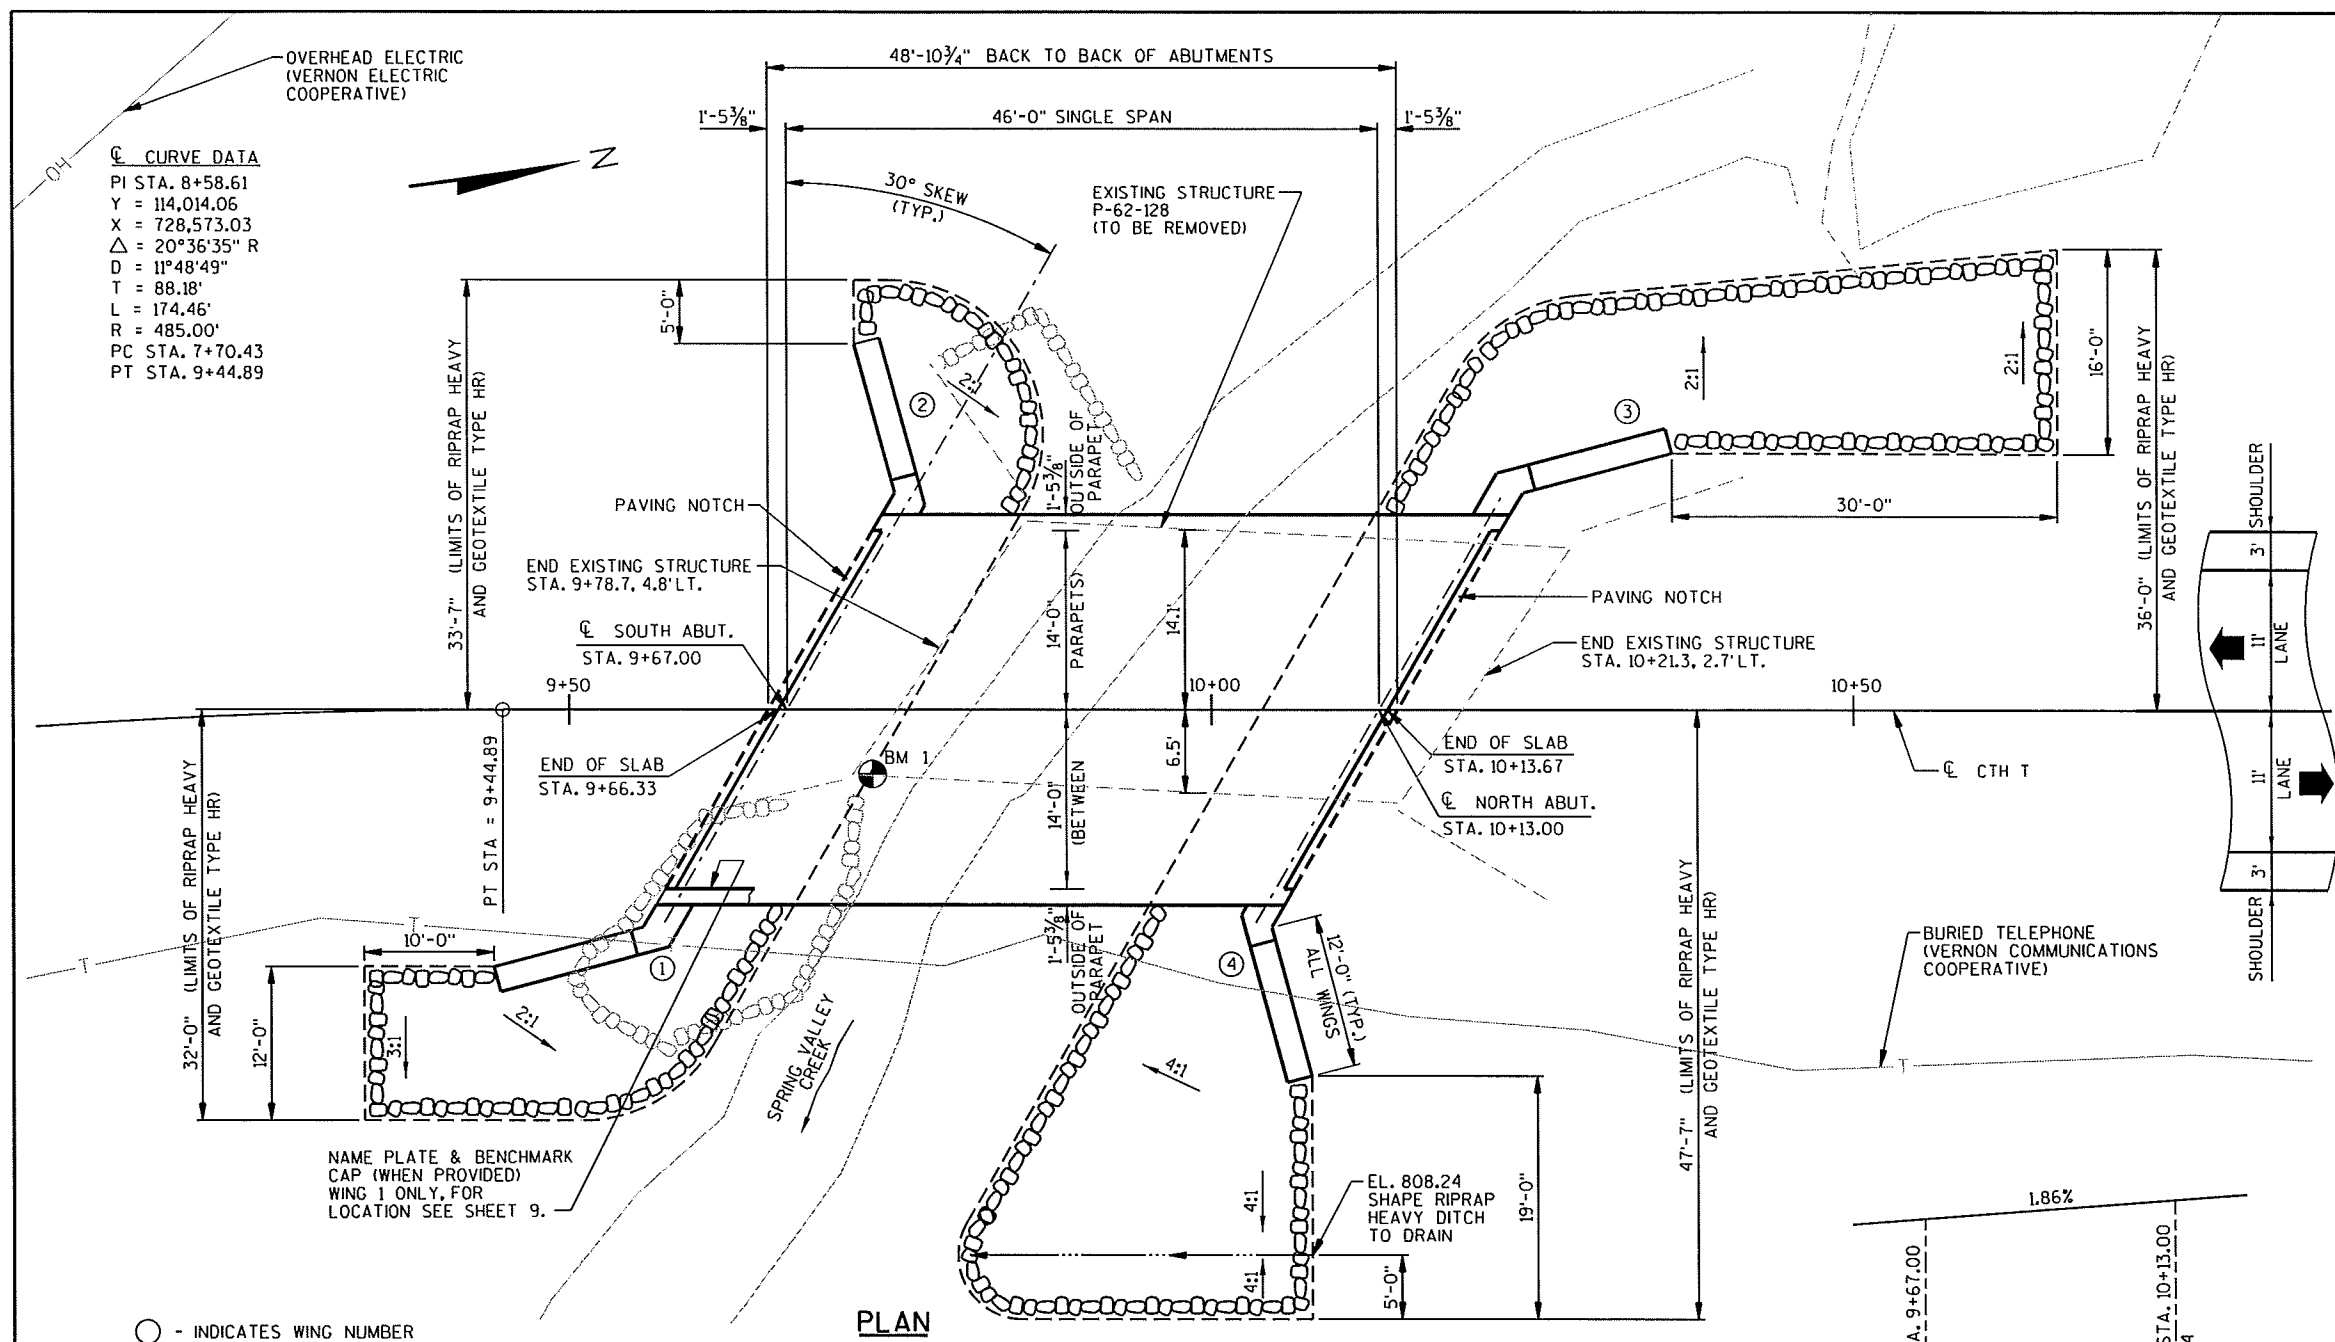 OVERHEAD ELECTRIC
(VERNON ELECTRIC
COOPERATIVE)
OH
48'-10¾" BACK TO BACK OF ABUTMENTS
1'-5⅜"
46'-0" SINGLE SPAN
1'-5⅜"
℄ CURVE DATA
PI STA. 8+58.61
Y = 114,014.06
X = 728,573.03
△ = 20°36'35" R
D = 11°48'49"
T = 88.18'
L = 174.46'
R = 485.00'
PC STA. 7+70.43
PT STA. 9+44.89
N
30° SKEW
(TYP.)
EXISTING STRUCTURE
P-62-128
(TO BE REMOVED)
33'-7" (LIMITS OF RIPRAP HEAVY
AND GEOTEXTILE TYPE HR)
5'-0"
2:1
2
1'-5⅜"
OUTSIDE OF
PARAPET
3
2:1
2:1
16'-0"
36'-0" (LIMITS OF RIPRAP HEAVY
AND GEOTEXTILE TYPE HR)
30'-0"
PAVING NOTCH
END EXISTING STRUCTURE
STA. 9+78.7, 4.8' LT.
℄ SOUTH ABUT.
STA. 9+67.00
14'-0"
PARAPETS)
14.1'
PAVING NOTCH
END EXISTING STRUCTURE
STA. 10+21.3, 2.7' LT.
SHOULDER
3'
11'
LANE
11'
LANE
3'
SHOULDER
9+50
10+00
10+50
PT STA = 9+44.89
END OF SLAB
STA. 9+66.33
BM 1
14'-0"
(BETWEEN
6.5'
END OF SLAB
STA. 10+13.67
℄ NORTH ABUT.
STA. 10+13.00
℄ CTH T
32'-0" (LIMITS OF RIPRAP HEAVY
AND GEOTEXTILE TYPE HR)
T
T
10'-0"
12'-0"
3:1
2:1
1
1'-5⅜"
OUTSIDE OF
PARAPET
SPRING VALLEY
CREEK
4
12'-0" (TYP.)
ALL WINGS
4:1
47'-7" (LIMITS OF RIPRAP HEAVY
AND GEOTEXTILE TYPE HR)
BURIED TELEPHONE
(VERNON COMMUNICATIONS
COOPERATIVE)
T
NAME PLATE & BENCHMARK
CAP (WHEN PROVIDED)
WING 1 ONLY, FOR
LOCATION SEE SHEET 9.
4:1
4:1
EL. 808.24
SHAPE RIPRAP
HEAVY DITCH
TO DRAIN
19'-0"
5'-0"
1.86%
A. 9+67.00
STA. 10+13.00
- INDICATES WING NUMBER
PLAN